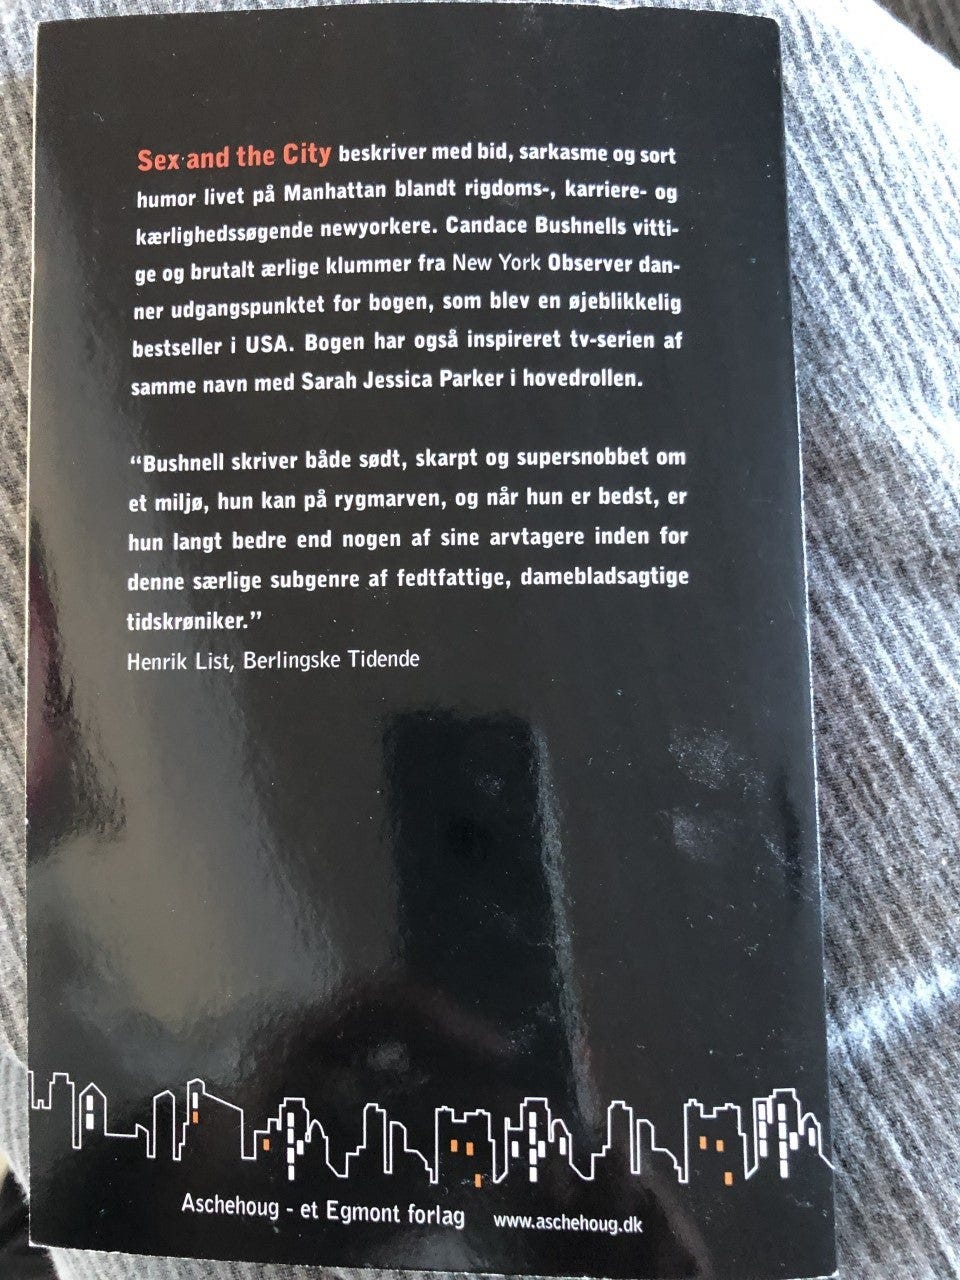 Sex and the City beskriver med bid, sarkasme og sort
humor livet på Manhattan blandt rigdoms-, karriere- og
kærlighedssøgende newyorkere. Candace Bushnells vitti-
ge og brutalt ærlige klummer fra New York Observer dan-
ner udgangspunktet for bogen, som blev en øjeblikkelig
bestseller i USA. Bogen har også inspireret tv-serien af
samme navn med Sarah Jessica Parker i hovedrollen.
“Bushnell skriver både sødt, skarpt og supersnobbet om
et miljø, hun kan på rygmarven, og når hun er bedst, er
hun langt bedre end nogen af sine arvtagere inden for
denne særlige subgenre af fedtfattige, damebladsagtige
tidskrøniker.”
Henrik List, Berlingske Tidende
Aschehoug - et Egmont forlag www.aschehoug.dk